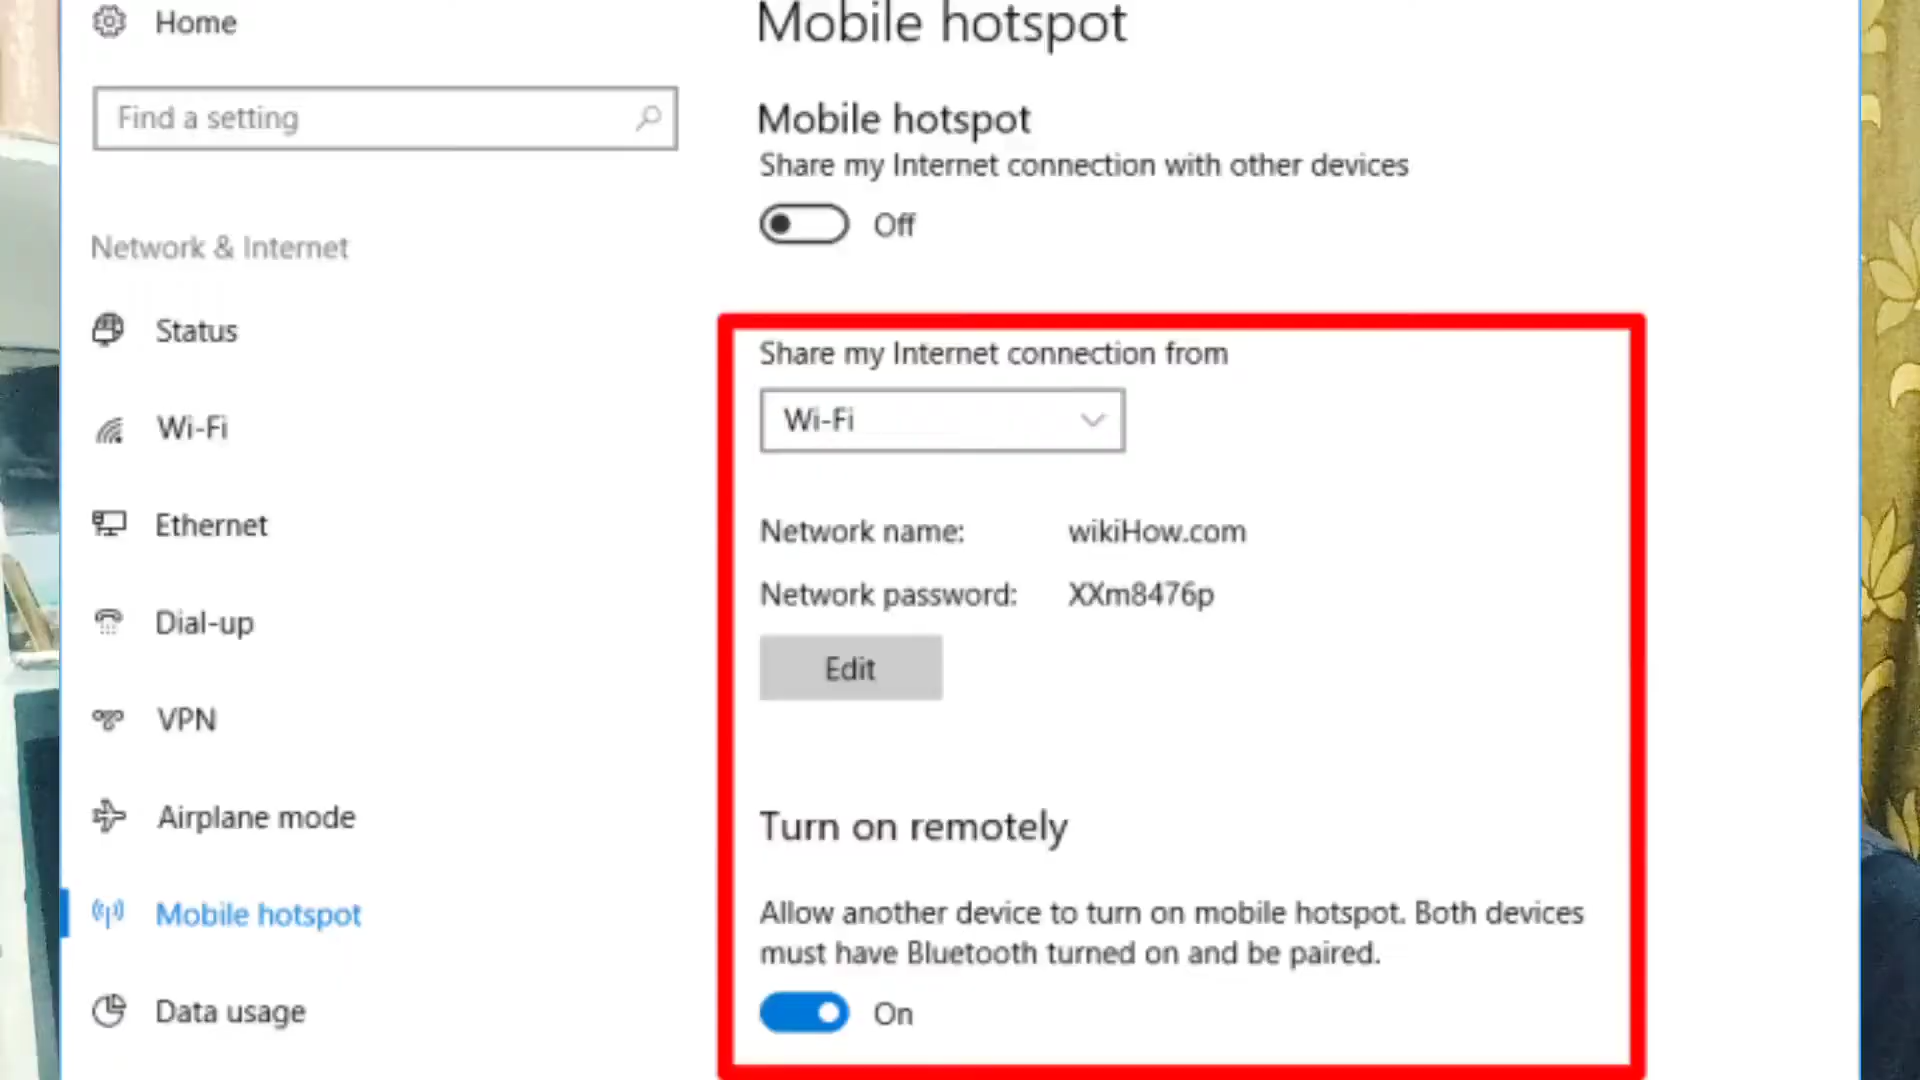 Home
Find a setting
Network & Internet
Status
Wi-Fi
Ethernet
Dial-up
VPN
Airplane mode
Mobile hotspot
Data usage
Mobile hotspot
Mobile hotspot
Share my Internet connection with other devices
Off
Share my Internet connection from
Wi-Fi
Network name: wikiHow.com
Network password: XXm8476p
Edit
Turn on remotely
Allow another device to turn on mobile hotspot. Both devices
must have Bluetooth turned on and be paired.
On